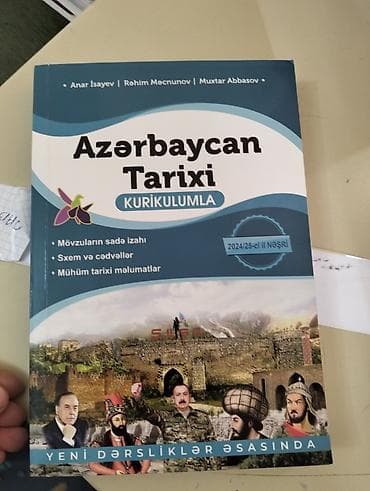 • Anar İsayev | Rəhim Məcnunov | Muxtar Abbasov •
Azərbaycan
Tarixi
KURİKULUMLA
• Mövzuların sadə izahı
• Sxem və cədvəllər
• Mühüm tarixi məlumatlar
2024/25-ci il NƏŞRİ
YENİ DƏRSLİKLƏR ƏSASINDA